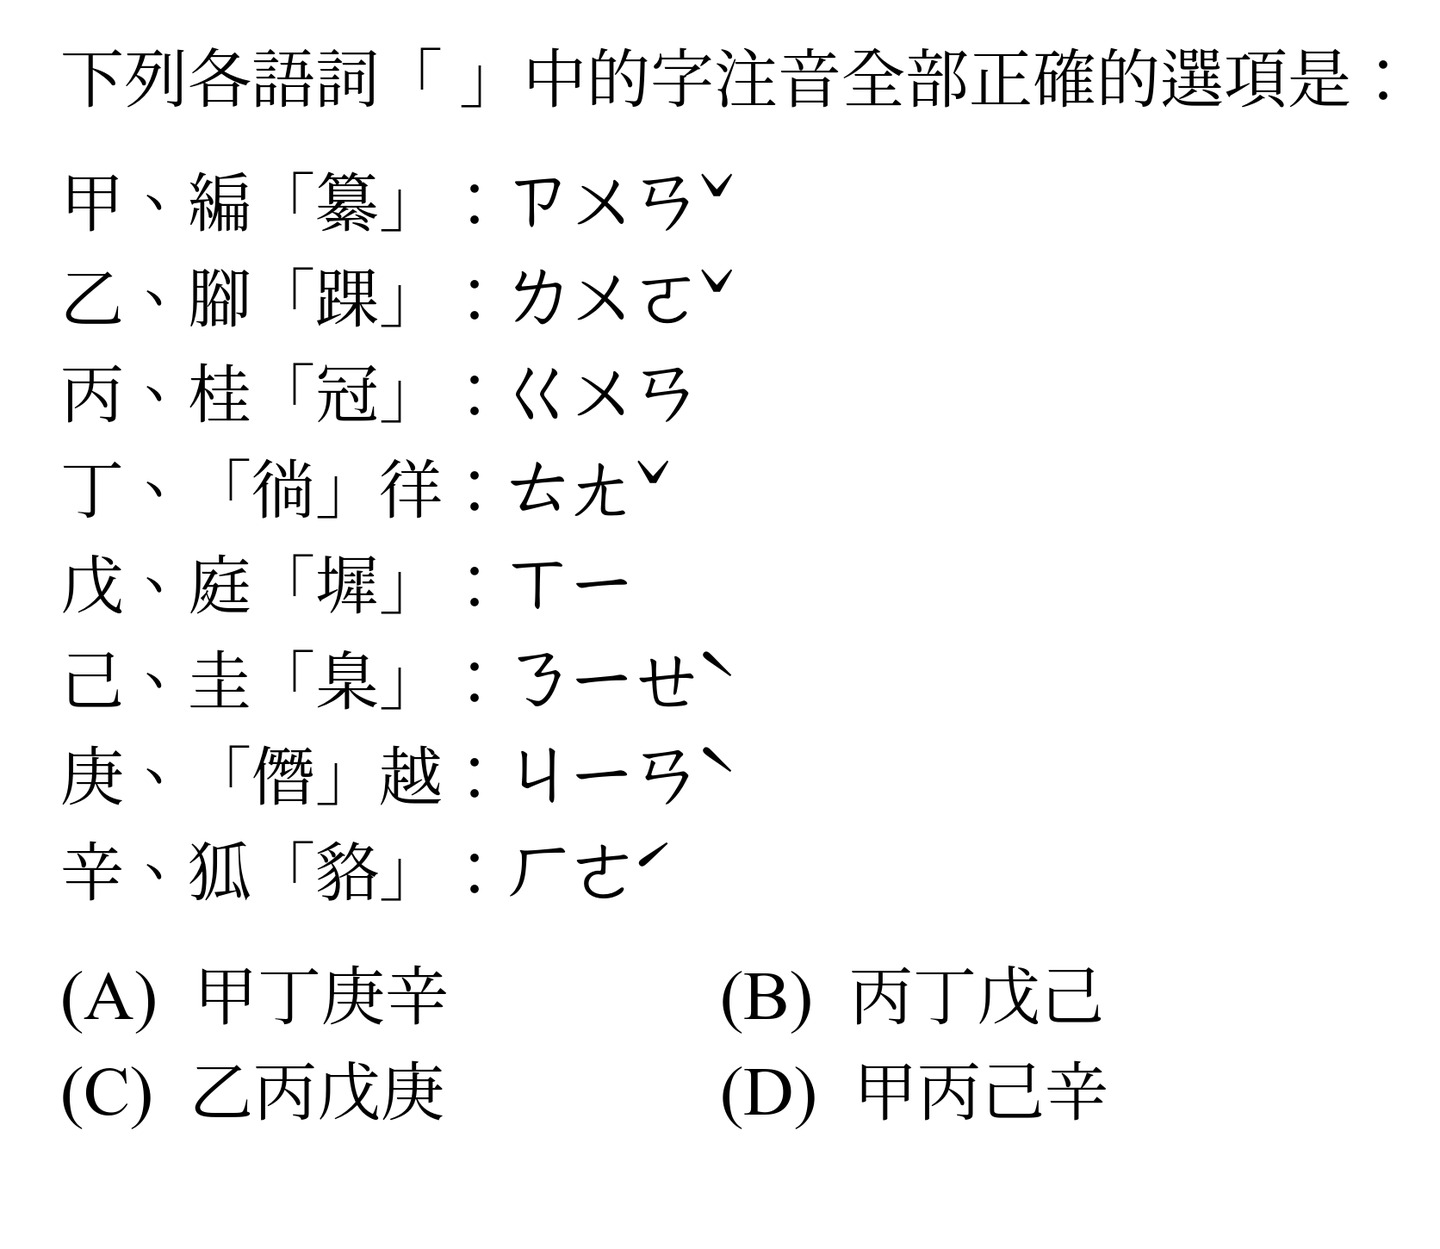 下列各語詞「 」中的字注音全部正確的選項是：
甲、編「纂」：ㄗㄨㄢˇ
乙、腳「踝」：ㄌㄨㄛˇ
丙、桂「冠」：ㄍㄨㄢ
丁、「徜」徉：ㄊㄤˇ
戊、庭「墀」：ㄒㄧ
己、圭「臬」：ㄋㄧㄝˋ
庚、「僭」越：ㄐㄧㄢˋ
辛、狐「貉」：ㄏㄜˊ
(A) 甲丁庚辛 (B) 丙丁戊己
(C) 乙丙戊庚 (D) 甲丙己辛